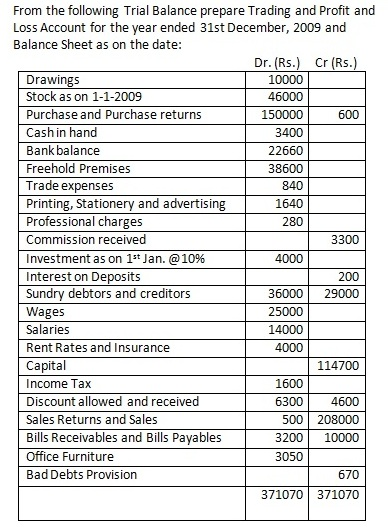 From the following Trial Balance prepare Trading and Profit and
Loss Account for the year ended 31st December, 2009 and
Balance Sheet as on the date:
Dr. (Rs.) Cr (Rs.)
Drawings 10000
Stock as on 1-1-2009 46000
Purchase and Purchase returns 150000 600
Cash in hand 3400
Bank balance 22660
Freehold Premises 38600
Trade expenses 840
Printing, Stationery and advertising 1640
Professional charges 280
Commission received 3300
Investment as on 1st Jan. @10% 4000
Interest on Deposits 200
Sundry debtors and creditors 36000 29000
Wages 25000
Salaries 14000
Rent Rates and Insurance 4000
Capital 114700
Income Tax 1600
Discount allowed and received 6300 4600
Sales Returns and Sales 500 208000
Bills Receivables and Bills Payables 3200 10000
Office Furniture 3050
Bad Debts Provision 670
371070 371070